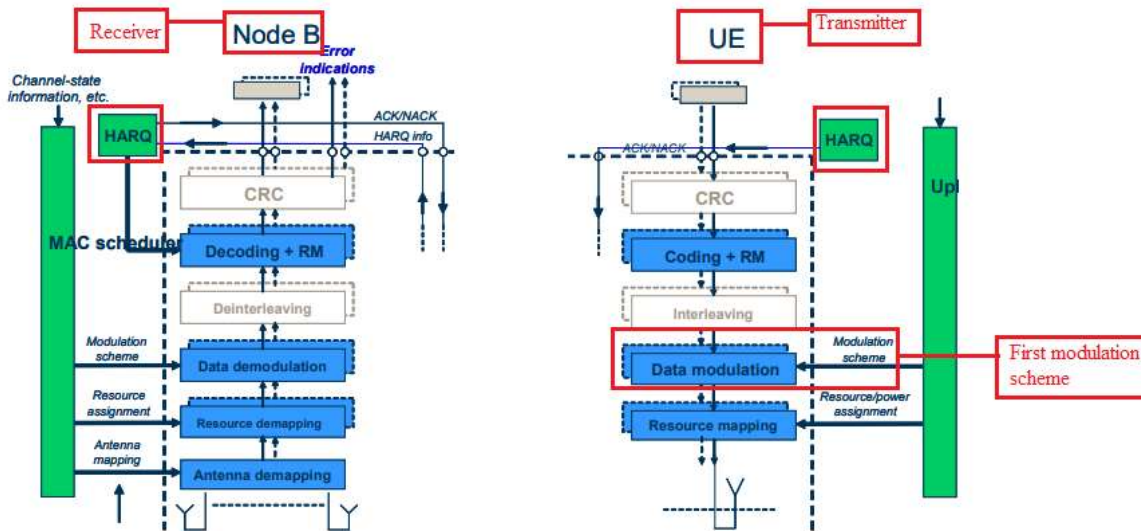 Receiver
Node B
Error
indications
Channel-state
information, etc.
HARQ
ACK/NACK
HARQ info
CRC
MAC scheduler
Decoding + RM
Deinterleaving
Modulation
scheme
Data demodulation
Resource
assignment
Resource demapping
Antenna
mapping
Antenna demapping
UE
Transmitter
ACK/NACK
HARQ
CRC
Upl
Coding + RM
Interleaving
Modulation
scheme
Data modulation
First modulation
scheme
Resource/power
assignment
Resource mapping